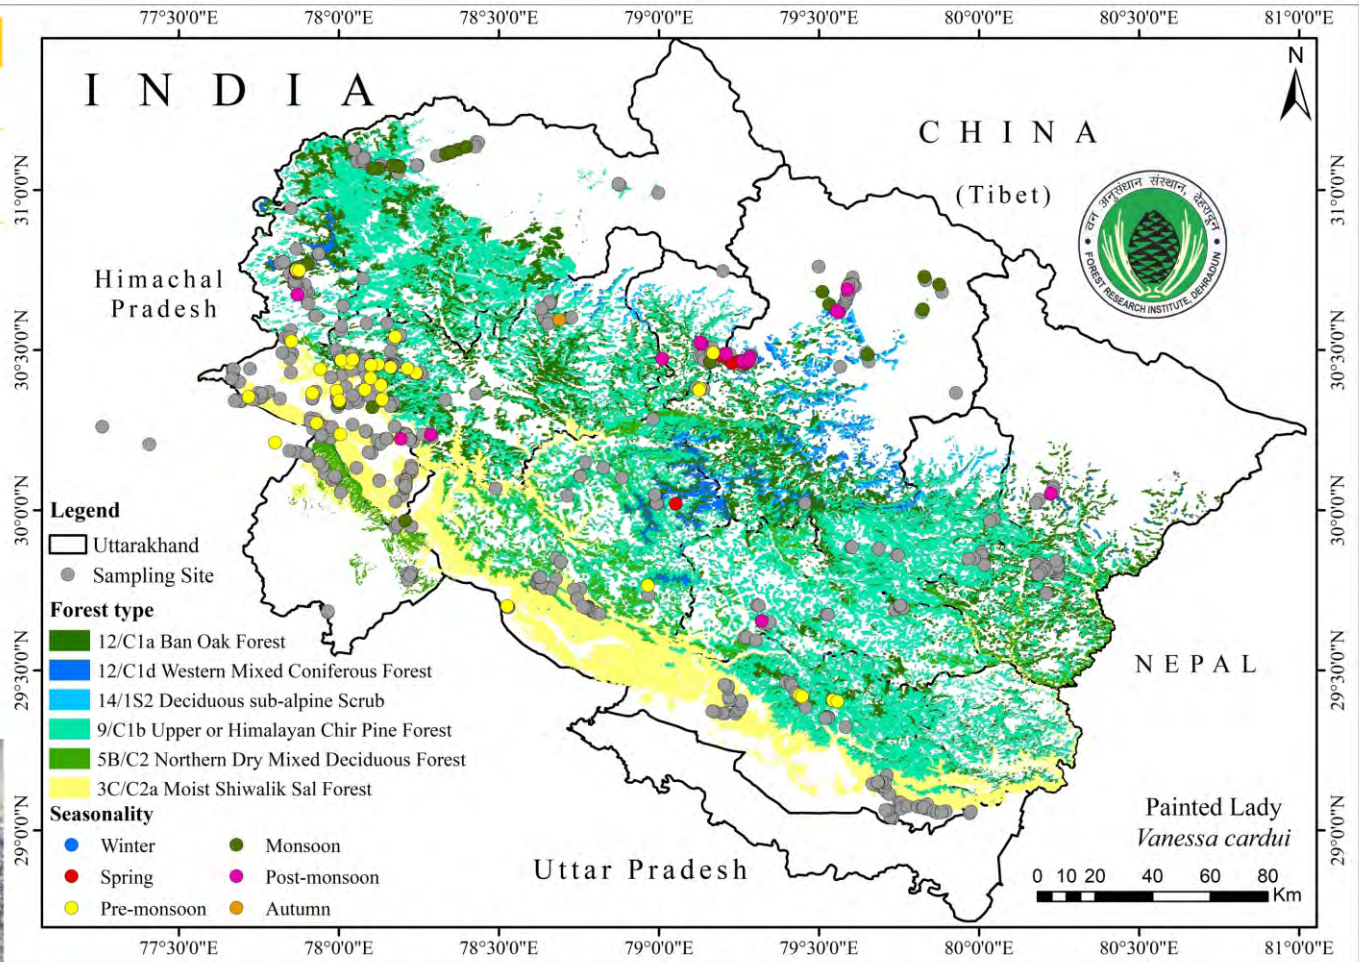 77°30'0"E 78°0'0"E 78°30'0"E 79°0'0"E 79°30'0"E 80°0'0"E 80°30'0"E 81°0'0"E
INDIA
N
CHINA
(Tibet)
वन अनुसंधान संस्थान, देहरादून
FOREST RESEARCH INSTITUTE, DEHRADUN
Himachal
Pradesh
31°0'0"N
30°30'0"N
30°0'0"N
29°30'0"N
29°0'0"N
31°0'0"N
30°30'0"N
30°0'0"N
29°30'0"N
29°0'0"N
NEPAL
Uttar Pradesh
Legend
Uttarakhand
Sampling Site
Forest type
12/C1a Ban Oak Forest
12/C1d Western Mixed Coniferous Forest
14/1S2 Deciduous sub-alpine Scrub
9/C1b Upper or Himalayan Chir Pine Forest
5B/C2 Northern Dry Mixed Deciduous Forest
3C/C2a Moist Shiwalik Sal Forest
Seasonality
Winter Monsoon
Spring Post-monsoon
Pre-monsoon Autumn
Painted Lady
Vanessa cardui
0 10 20 40 60 80
Km
77°30'0"E 78°0'0"E 78°30'0"E 79°0'0"E 79°30'0"E 80°0'0"E 80°30'0"E 81°0'0"E